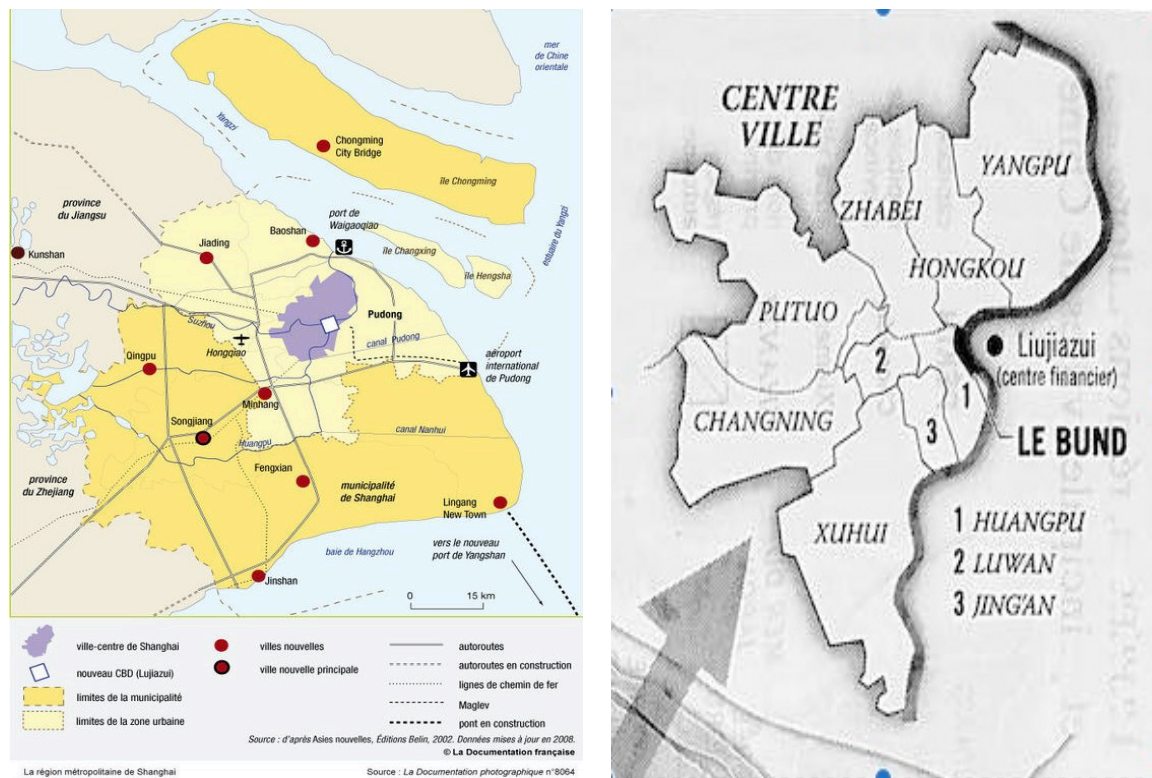 mer
de Chine
orientale
Yangzi
Chongming
City Bridge
île Chongming
province
du Jiangsu
port de
Waigaoqiao
estuaire du Yangzi
Baoshan
Jiading
île Changxing
Kunshan
île Hengsha
Pudong
Suzhou
canal Pudong
Hongqiao
aéroport
international
de Pudong
Qingpu
Minhang
Songjiang
Huangpu
canal Nanhui
Fengxian
municipalité
de Shanghai
province
du Zhejiang
Lingang
New Town
baie de Hangzhou
vers le nouveau
port de Yangshan
Jinshan
0 15 km
ville-centre de Shanghai
nouveau CBD (Lujiazui)
limites de la municipalité
limites de la zone urbaine
villes nouvelles
ville nouvelle principale
autoroutes
autoroutes en construction
lignes de chemin de fer
Maglev
pont en construction
Source : d'après Asies nouvelles, Éditions Belin, 2002. Données mises à jour en 2008.
© La Documentation française
La région métropolitaine de Shanghai
Source : La Documentation photographique n°8064
CENTRE
VILLE
YANGPU
ZHABEI
HONGKOU
PUTUO
Liujiazui
(centre financier)
2
1
CHANGNING
3
LE BUND
XUHUI
1 HUANGPU
2 LUWAN
3 JING'AN